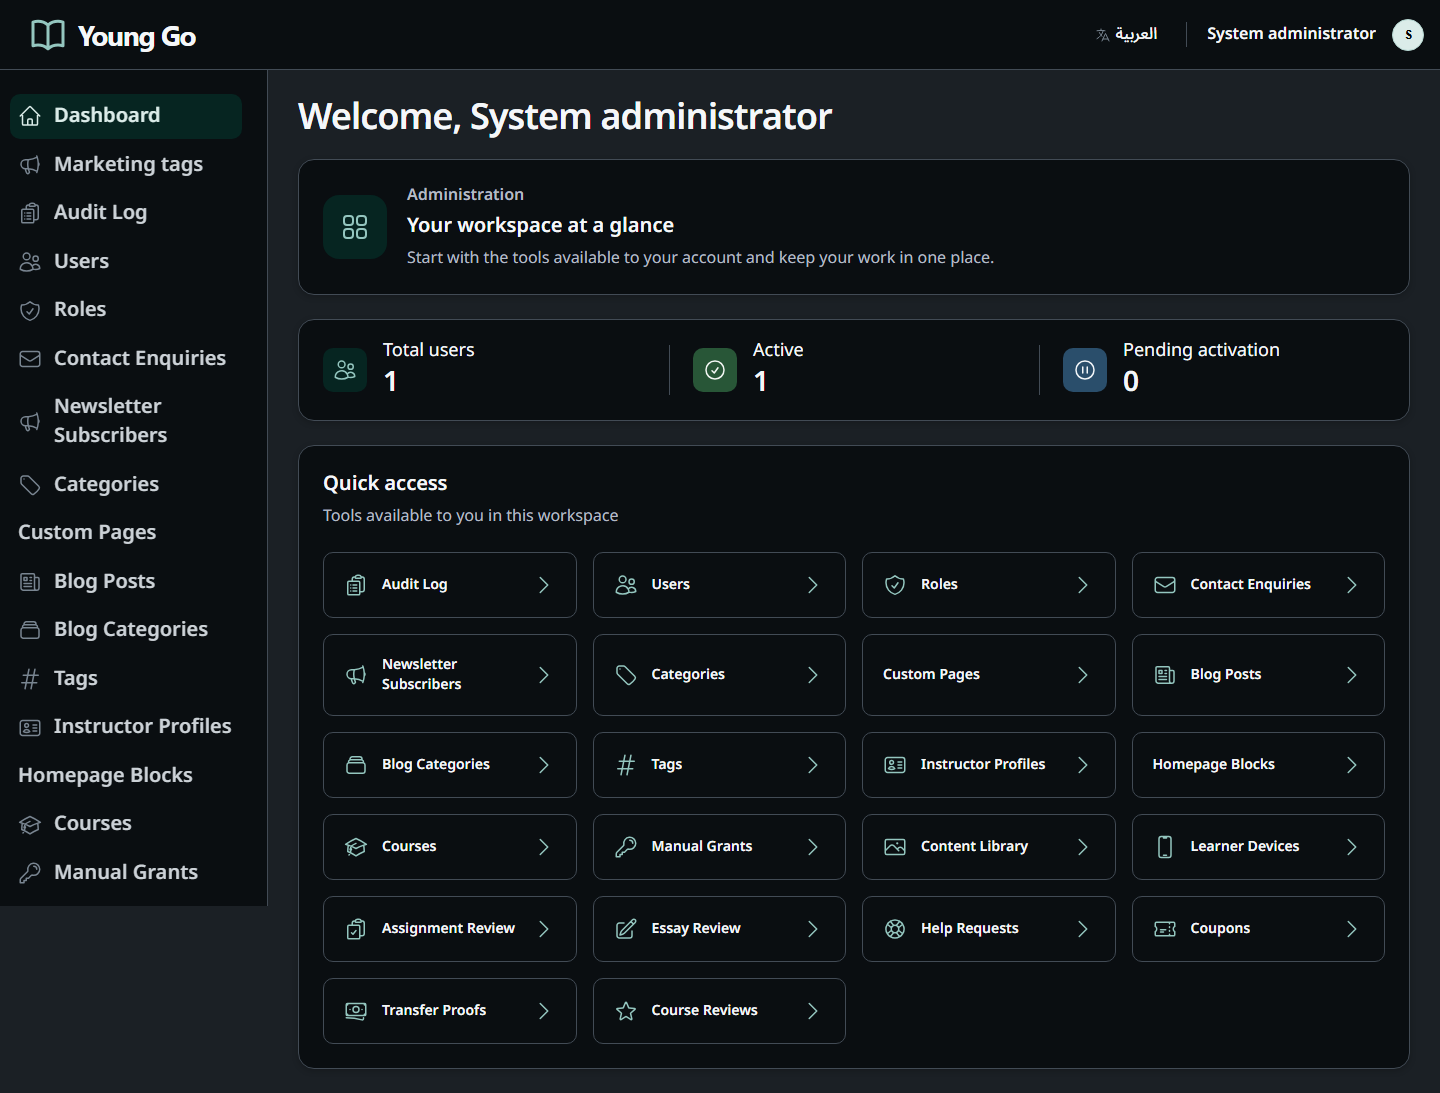 Young Go
العربية
System administrator
S
Dashboard
Marketing tags
Audit Log
Users
Roles
Contact Enquiries
Newsletter
Subscribers
Categories
Custom Pages
Blog Posts
Blog Categories
Tags
Instructor Profiles
Homepage Blocks
Courses
Manual Grants
Welcome, System administrator
Administration
Your workspace at a glance
Start with the tools available to your account and keep your work in one place.
Total users
1
Active
1
Pending activation
0
Quick access
Tools available to you in this workspace
Audit Log
Users
Roles
Contact Enquiries
Newsletter
Subscribers
Categories
Custom Pages
Blog Posts
Blog Categories
Tags
Instructor Profiles
Homepage Blocks
Courses
Manual Grants
Content Library
Learner Devices
Assignment Review
Essay Review
Help Requests
Coupons
Transfer Proofs
Course Reviews